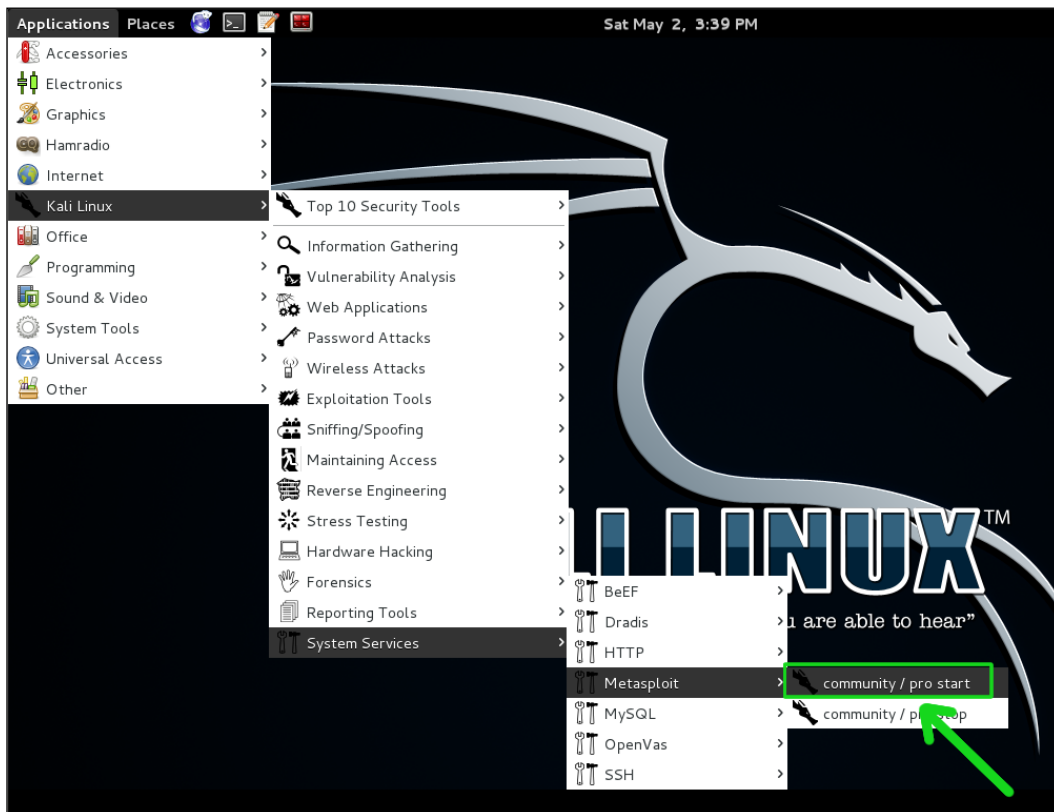 Applications Places Sat May 2, 3:39 PM
Accessories
Electronics
Graphics
Hamradio
Internet
Kali Linux
Office
Programming
Sound & Video
System Tools
Universal Access
Other
Top 10 Security Tools
Information Gathering
Vulnerability Analysis
Web Applications
Password Attacks
Wireless Attacks
Exploitation Tools
Sniffing/Spoofing
Maintaining Access
Reverse Engineering
Stress Testing
Hardware Hacking
Forensics
Reporting Tools
System Services
BeEF
Dradis
HTTP
Metasploit
MySQL
OpenVas
SSH
community / pro start
community / pro stop
LINUX TM
u are able to hear”